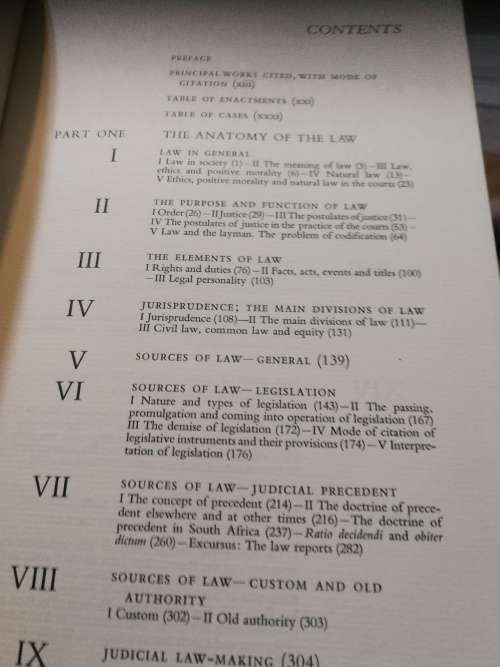 CONTENTS
PREFACE
PRINCIPAL WORKS CITED, WITH MODE OF
CITATION (xiii)
TABLE OF ENACTMENTS (xxi)
TABLE OF CASES (xxxi)
PART ONE THE ANATOMY OF THE LAW
I LAW IN GENERAL
I Law in society (1)—II The meaning of law (3)—III Law,
ethics and positive morality (6)—IV Natural law (13)—
V Ethics, positive morality and natural law in the courts (23)
II THE PURPOSE AND FUNCTION OF LAW
I Order (26)—II Justice (29)—III The postulates of justice (31)—
IV The postulates of justice in the practice of the courts (53)—
V Law and the layman. The problem of codification (64)
III THE ELEMENTS OF LAW
I Rights and duties (76)—II Facts, acts, events and titles (100)
—III Legal personality (103)
IV JURISPRUDENCE; THE MAIN DIVISIONS OF LAW
I Jurisprudence (108)—II The main divisions of law (111)—
III Civil law, common law and equity (131)
V SOURCES OF LAW—GENERAL (139)
VI SOURCES OF LAW—LEGISLATION
I Nature and types of legislation (143)—II The passing,
promulgation and coming into operation of legislation (167)
III The demise of legislation (172)—IV Mode of citation of
legislative instruments and their provisions (174)—V Interpre-
tation of legislation (176)
VII SOURCES OF LAW—JUDICIAL PRECEDENT
I The concept of precedent (214)—II The doctrine of prece-
dent elsewhere and at other times (216)—The doctrine of
precedent in South Africa (237)—Ratio decidendi and obiter
dictum (260)—Excursus: The law reports (282)
VIII SOURCES OF LAW—CUSTOM AND OLD
AUTHORITY
I Custom (302)—II Old authority (303)
IX JUDICIAL LAW-MAKING (304)